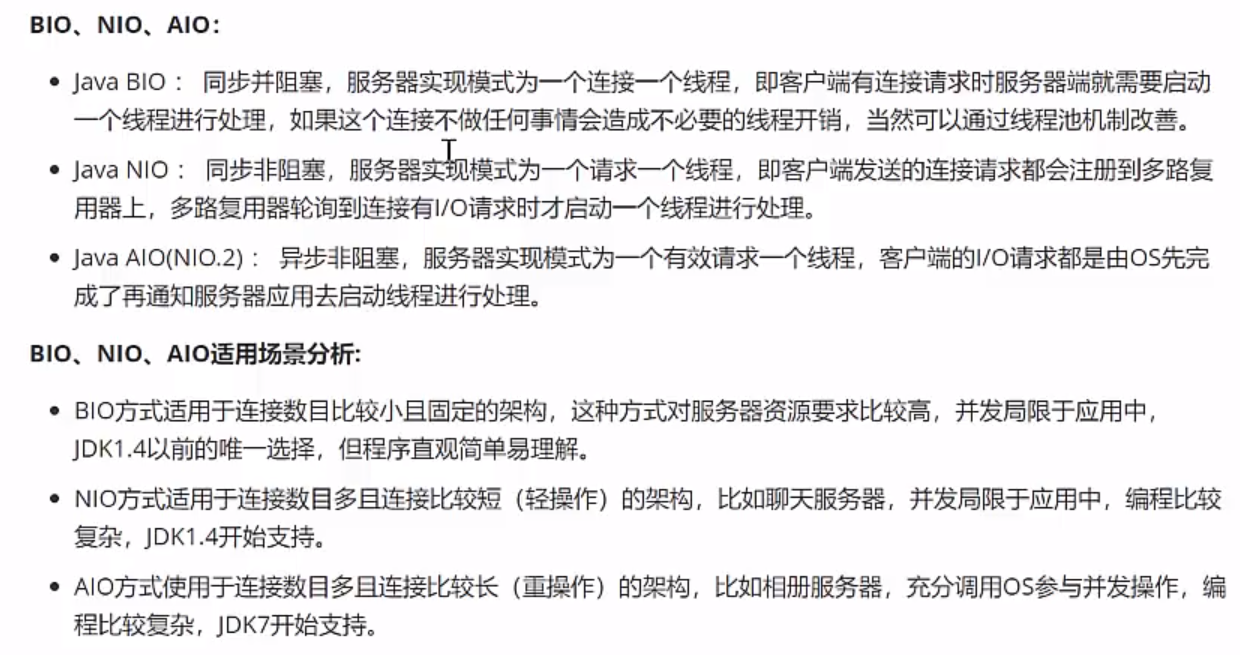 BIO、NIO、AIO：
• Java BIO ： 同步并阻塞，服务器实现模式为一个连接一个线程，即客户端有连接请求时服务器端就需要启动
一个线程进行处理，如果这个连接不做任何事情会造成不必要的线程开销，当然可以通过线程池机制改善。
• Java NIO ： 同步非阻塞，服务器实现模式为一个请求一个线程，即客户端发送的连接请求都会注册到多路复
用器上，多路复用器轮询到连接有I/O请求时才启动一个线程进行处理。
• Java AIO(NIO.2) ： 异步非阻塞，服务器实现模式为一个有效请求一个线程，客户端的I/O请求都是由OS先完
成了再通知服务器应用去启动线程进行处理。
BIO、NIO、AIO适用场景分析:
• BIO方式适用于连接数目比较小且固定的架构，这种方式对服务器资源要求比较高，并发局限于应用中，
JDK1.4以前的唯一选择，但程序直观简单易理解。
• NIO方式适用于连接数目多且连接比较短（轻操作）的架构，比如聊天服务器，并发局限于应用中，编程比较
复杂，JDK1.4开始支持。
• AIO方式使用于连接数目多且连接比较长（重操作）的架构，比如相册服务器，充分调用OS参与并发操作，编
程比较复杂，JDK7开始支持。